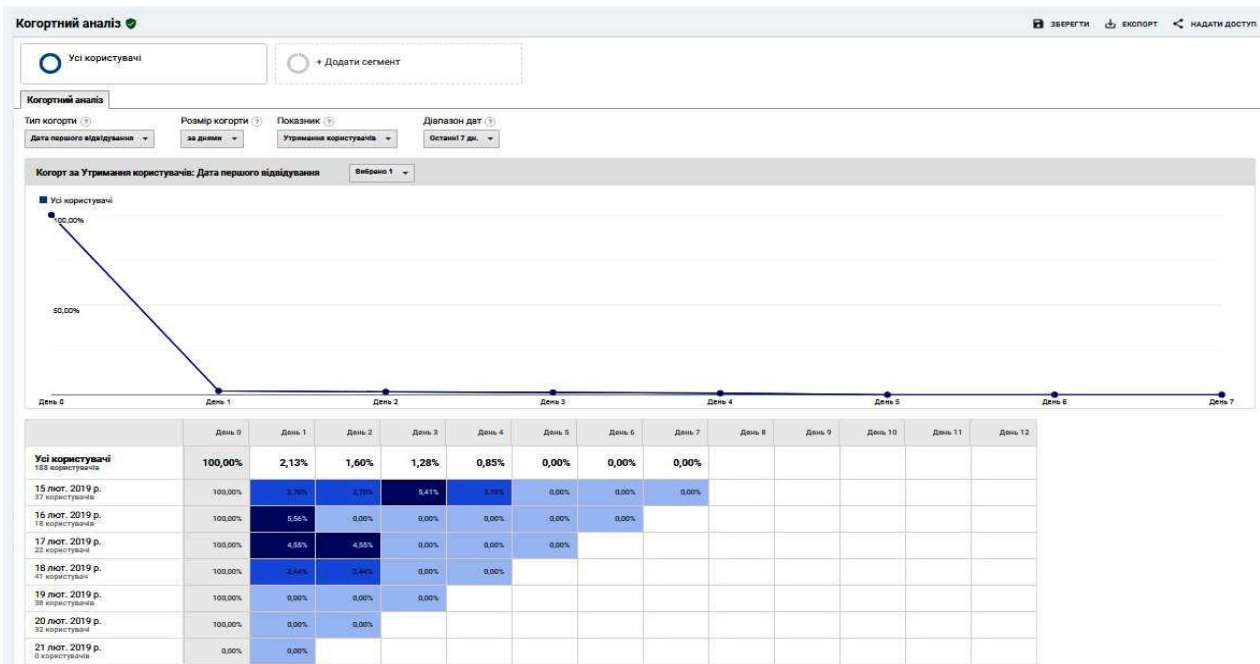 Когортний аналіз
ЗБЕРЕГТИ ЕКСПОРТ НАДАТИ ДОСТУП
Усі користувачі
+ Додати сегмент
Когортний аналіз
Тип когорти ? Розмір когорти ? Показник ? Діапазон дат ?
Дата першого відвідування за днями Утримання користувачів Останні 7 дн.
Когорт за Утримання користувачів: Дата першого відвідування Вибрано 1
Усі користувачі
100,00%
50,00%
День 0 День 1 День 2 День 3 День 4 День 5 День 6 День 7
День 0 День 1 День 2 День 3 День 4 День 5 День 6 День 7 День 8 День 9 День 10 День 11 День 12
Усі користувачі 100,00% 2,13% 1,60% 1,28% 0,85% 0,00% 0,00% 0,00%
188 користувачів
15 лют. 2019 р. 100,00% 2,70% 2,70% 5,41% 2,70% 0,00% 0,00% 0,00%
37 користувачів
16 лют. 2019 р. 100,00% 5,56% 0,00% 0,00% 0,00% 0,00% 0,00%
18 користувачів
17 лют. 2019 р. 100,00% 4,55% 4,55% 0,00% 0,00% 0,00%
22 користувачі
18 лют. 2019 р. 100,00% 2,44% 2,44% 0,00% 0,00%
41 користувач
19 лют. 2019 р. 100,00% 0,00% 0,00% 0,00%
38 користувачів
20 лют. 2019 р. 100,00% 0,00% 0,00%
32 користувачі
21 лют. 2019 р. 0,00% 0,00%
0 користувачів